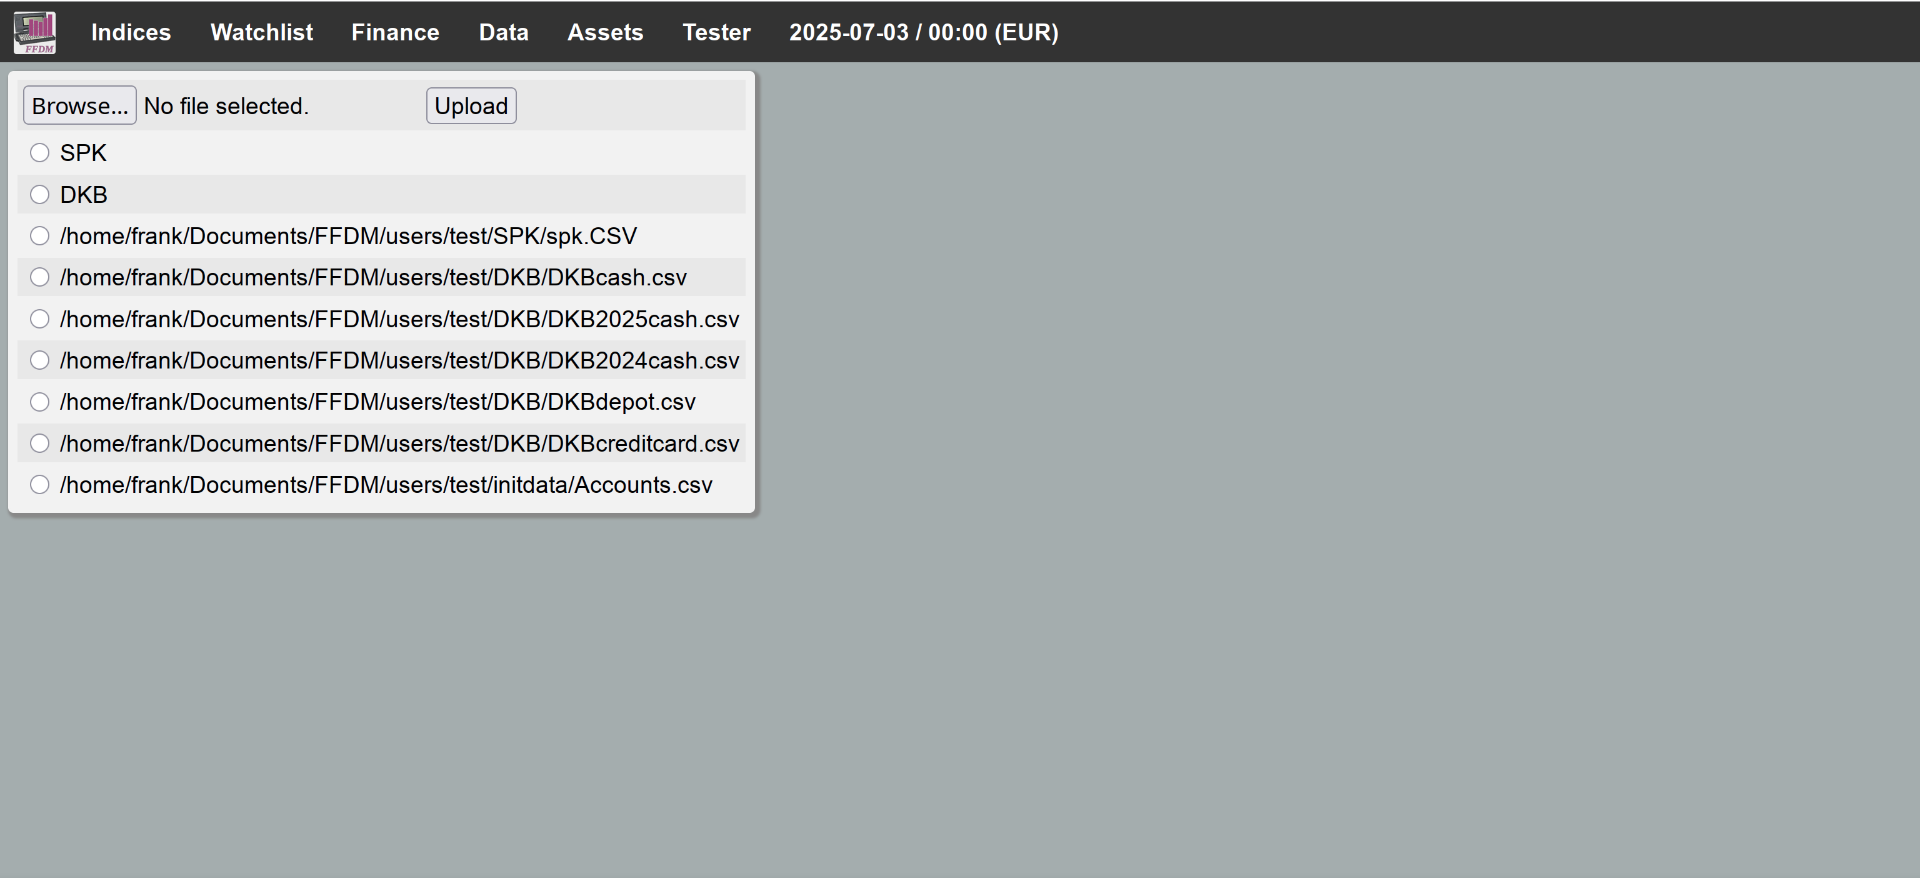 FFDM
Indices Watchlist Finance Data Assets Tester 2025-07-03 / 00:00 (EUR)
Browse... No file selected. Upload
SPK
DKB
/home/frank/Documents/FFDM/users/test/SPK/spk.CSV
/home/frank/Documents/FFDM/users/test/DKB/DKBcash.csv
/home/frank/Documents/FFDM/users/test/DKB/DKB2025cash.csv
/home/frank/Documents/FFDM/users/test/DKB/DKB2024cash.csv
/home/frank/Documents/FFDM/users/test/DKB/DKBdepot.csv
/home/frank/Documents/FFDM/users/test/DKB/DKBcreditcard.csv
/home/frank/Documents/FFDM/users/test/initdata/Accounts.csv